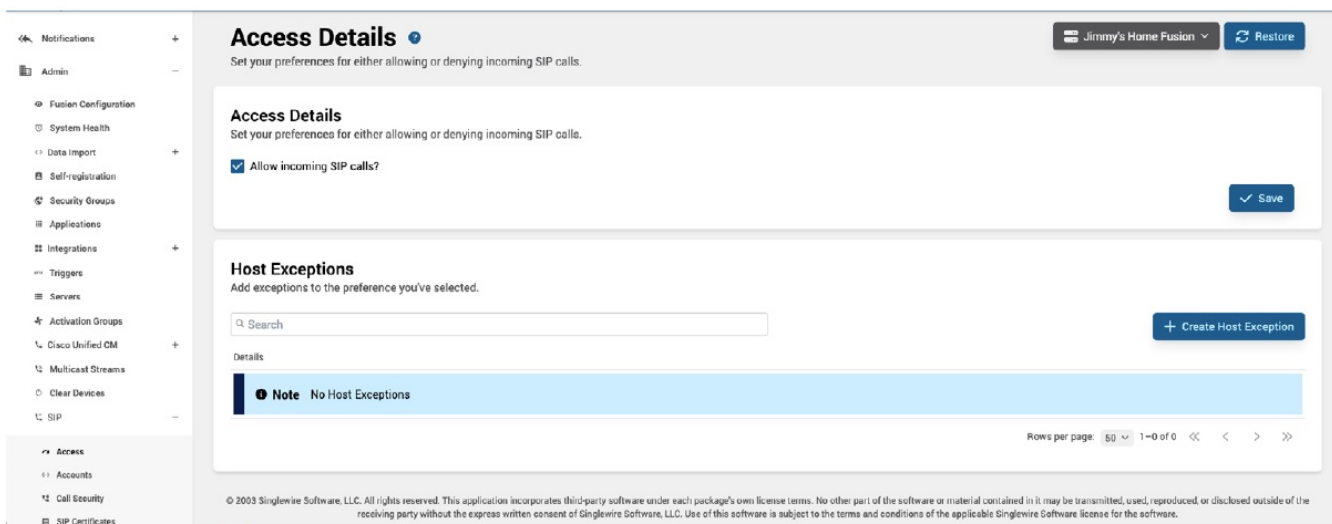 Notifications
Admin
Fusion Configuration
System Health
Data Import
Self-registration
Security Groups
Applications
Integrations
Triggers
Servers
Activation Groups
Cisco Unified CM
Multicast Streams
Clear Devices
SIP
Access
Accounts
Call Security
SIP Certificates
Access Details
Set your preferences for either allowing or denying incoming SIP calls.
Jimmy's Home Fusion
Restore
Access Details
Set your preferences for either allowing or denying incoming SIP calls.
Allow incoming SIP calls?
Save
Host Exceptions
Add exceptions to the preference you've selected.
Search
+ Create Host Exception
Details
Note No Host Exceptions
Rows per page: 50 1–0 of 0
© 2003 Singlewire Software, LLC. All rights reserved. This application incorporates third-party software under each package's own license terms. No other part of the software or material contained in it may be transmitted, used, reproduced, or disclosed outside of the
receiving party without the express written consent of Singlewire Software, LLC. Use of this software is subject to the terms and conditions of the applicable Singlewire Software license for the software.